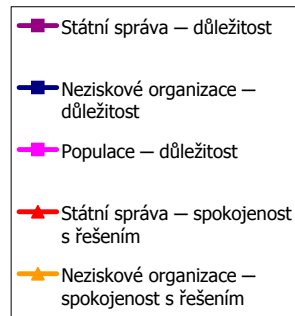 Státní správa — důležitost
Neziskové organizace —
důležitost
Populace — důležitost
Státní správa — spokojenost
s řešením
Neziskové organizace —
spokojenost s řešením